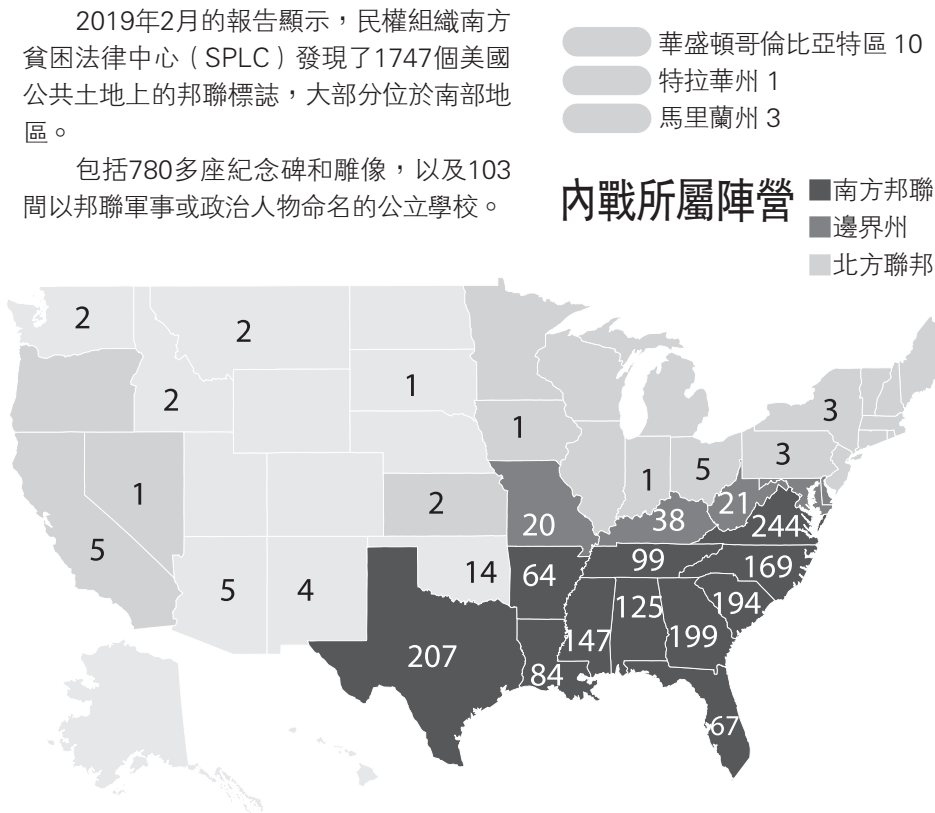 2019年2月的報告顯示，民權組織南方
貧困法律中心（SPLC）發現了1747個美國
公共土地上的邦聯標誌，大部分位於南部地
區。
包括780多座紀念碑和雕像，以及103
間以邦聯軍事或政治人物命名的公立學校。
華盛頓哥倫比亞特區 10
特拉華州 1
馬里蘭州 3
內戰所屬陣營
南方邦聯
邊界州
北方聯邦
2
2
1
2
3
1
1
5
3
1
2
20
38
21
244
5
5
4
14
64
99
169
207
84
147
125
199
194
67